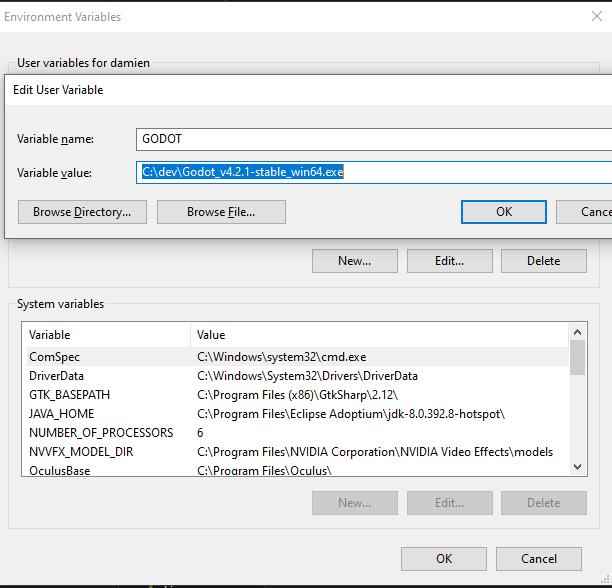 Environment Variables
User variables for damien
Edit User Variable
Variable name: GODOT
Variable value: C:\dev\Godot_v4.2.1-stable_win64.exe
Browse Directory... Browse File... OK Cance
New... Edit... Delete
System variables
Variable Value
ComSpec C:\Windows\system32\cmd.exe
DriverData C:\Windows\System32\Drivers\DriverData
GTK_BASEPATH C:\Program Files (x86)\GtkSharp\2.12\
JAVA_HOME C:\Program Files\Eclipse Adoptium\jdk-8.0.392.8-hotspot\
NUMBER_OF_PROCESSORS 6
NVVFX_MODEL_DIR C:\Program Files\NVIDIA Corporation\NVIDIA Video Effects\models
OculusBase C:\Program Files\Oculus\
New... Edit... Delete
OK Cancel